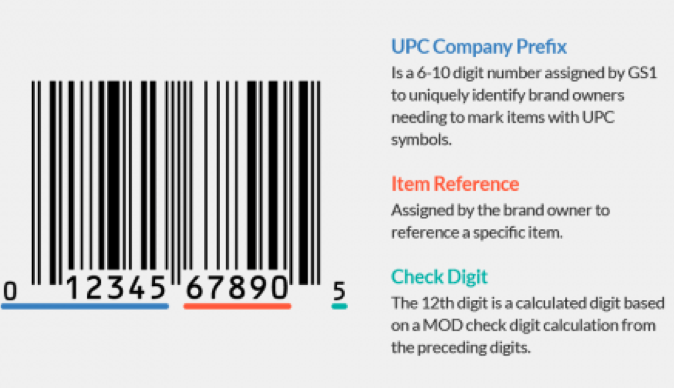 0 12345 67890 5
UPC Company Prefix
Is a 6-10 digit number assigned by GS1
to uniquely identify brand owners
needing to mark items with UPC
symbols.
Item Reference
Assigned by the brand owner to
reference a specific item.
Check Digit
The 12th digit is a calculated digit based
on a MOD check digit calculation from
the preceding digits.